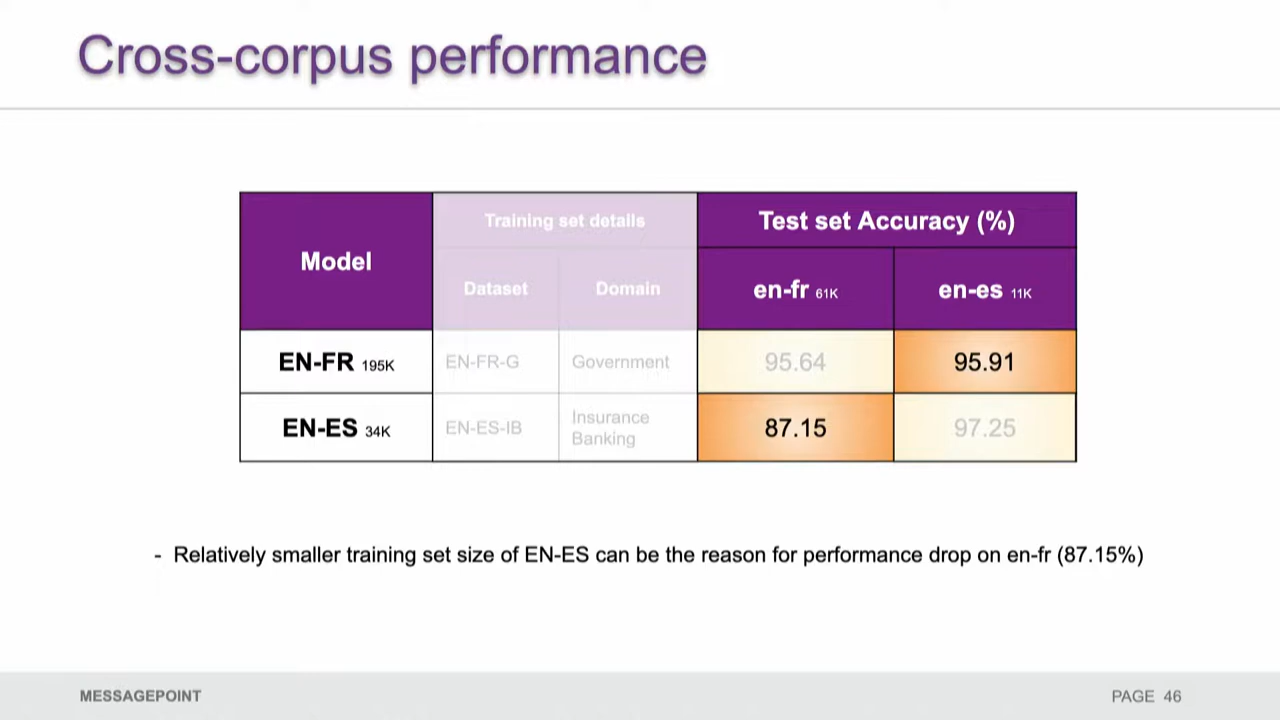 Cross-corpus performance
Model
Training set details
Test set Accuracy (%)
Dataset
Domain
en-fr 61K
en-es 11K
EN-FR 195K
EN-FR-G
Government
95.64
95.91
EN-ES 34K
EN-ES-IB
Insurance
Banking
87.15
97.25
- Relatively smaller training set size of EN-ES can be the reason for performance drop on en-fr (87.15%)
MESSAGEPOINT
PAGE 46